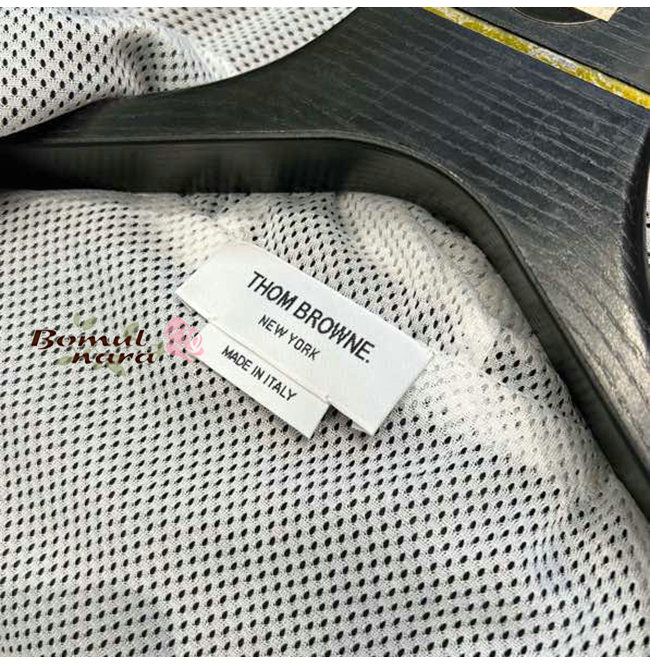 THOM BROWNE.
NEW YORK
MADE IN ITALY
Bomul
nara